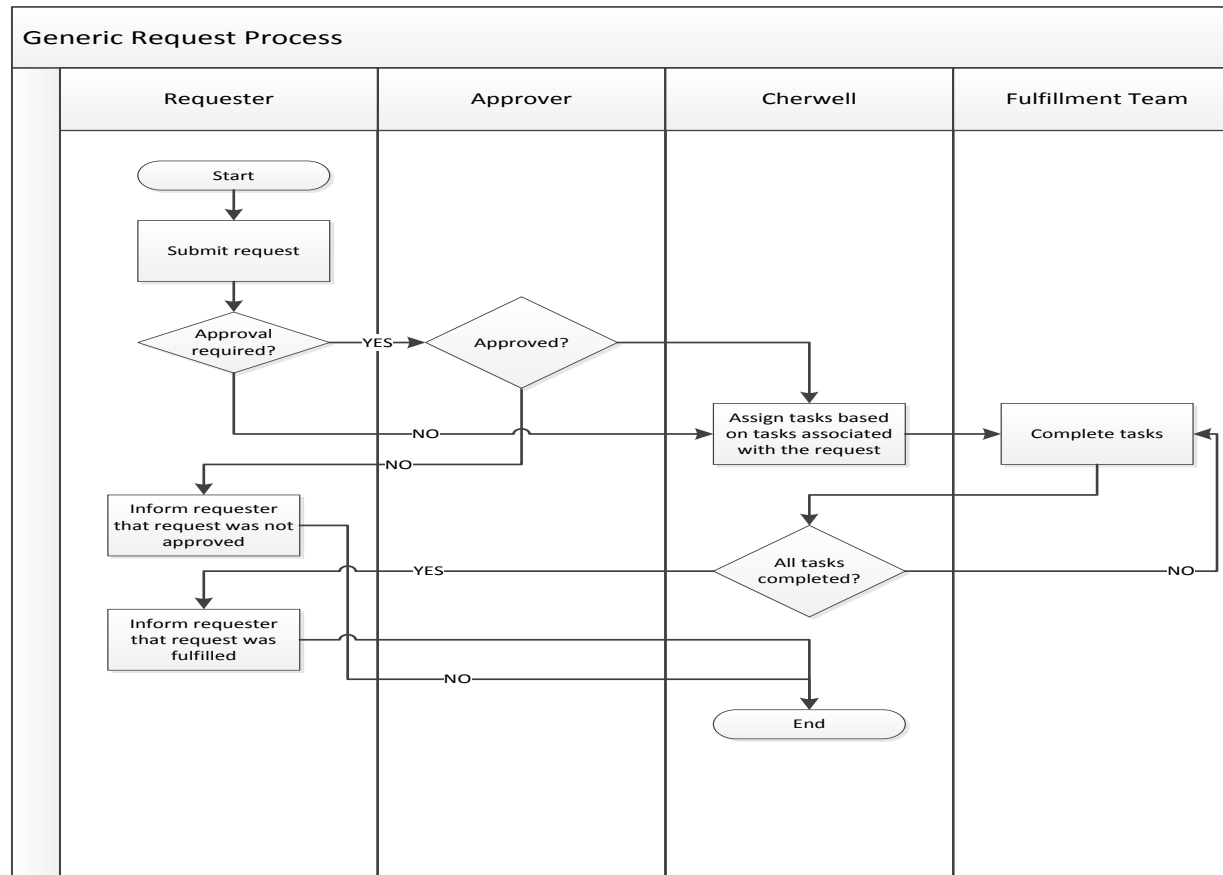 Generic Request Process
Requester
Approver
Cherwell
Fulfillment Team
Start
Submit request
Approval
required?
YES
Approved?
NO
Assign tasks based
on tasks associated
with the request
Complete tasks
NO
Inform requester
that request was not
approved
All tasks
completed?
YES
NO
Inform requester
that request was
fulfilled
NO
End